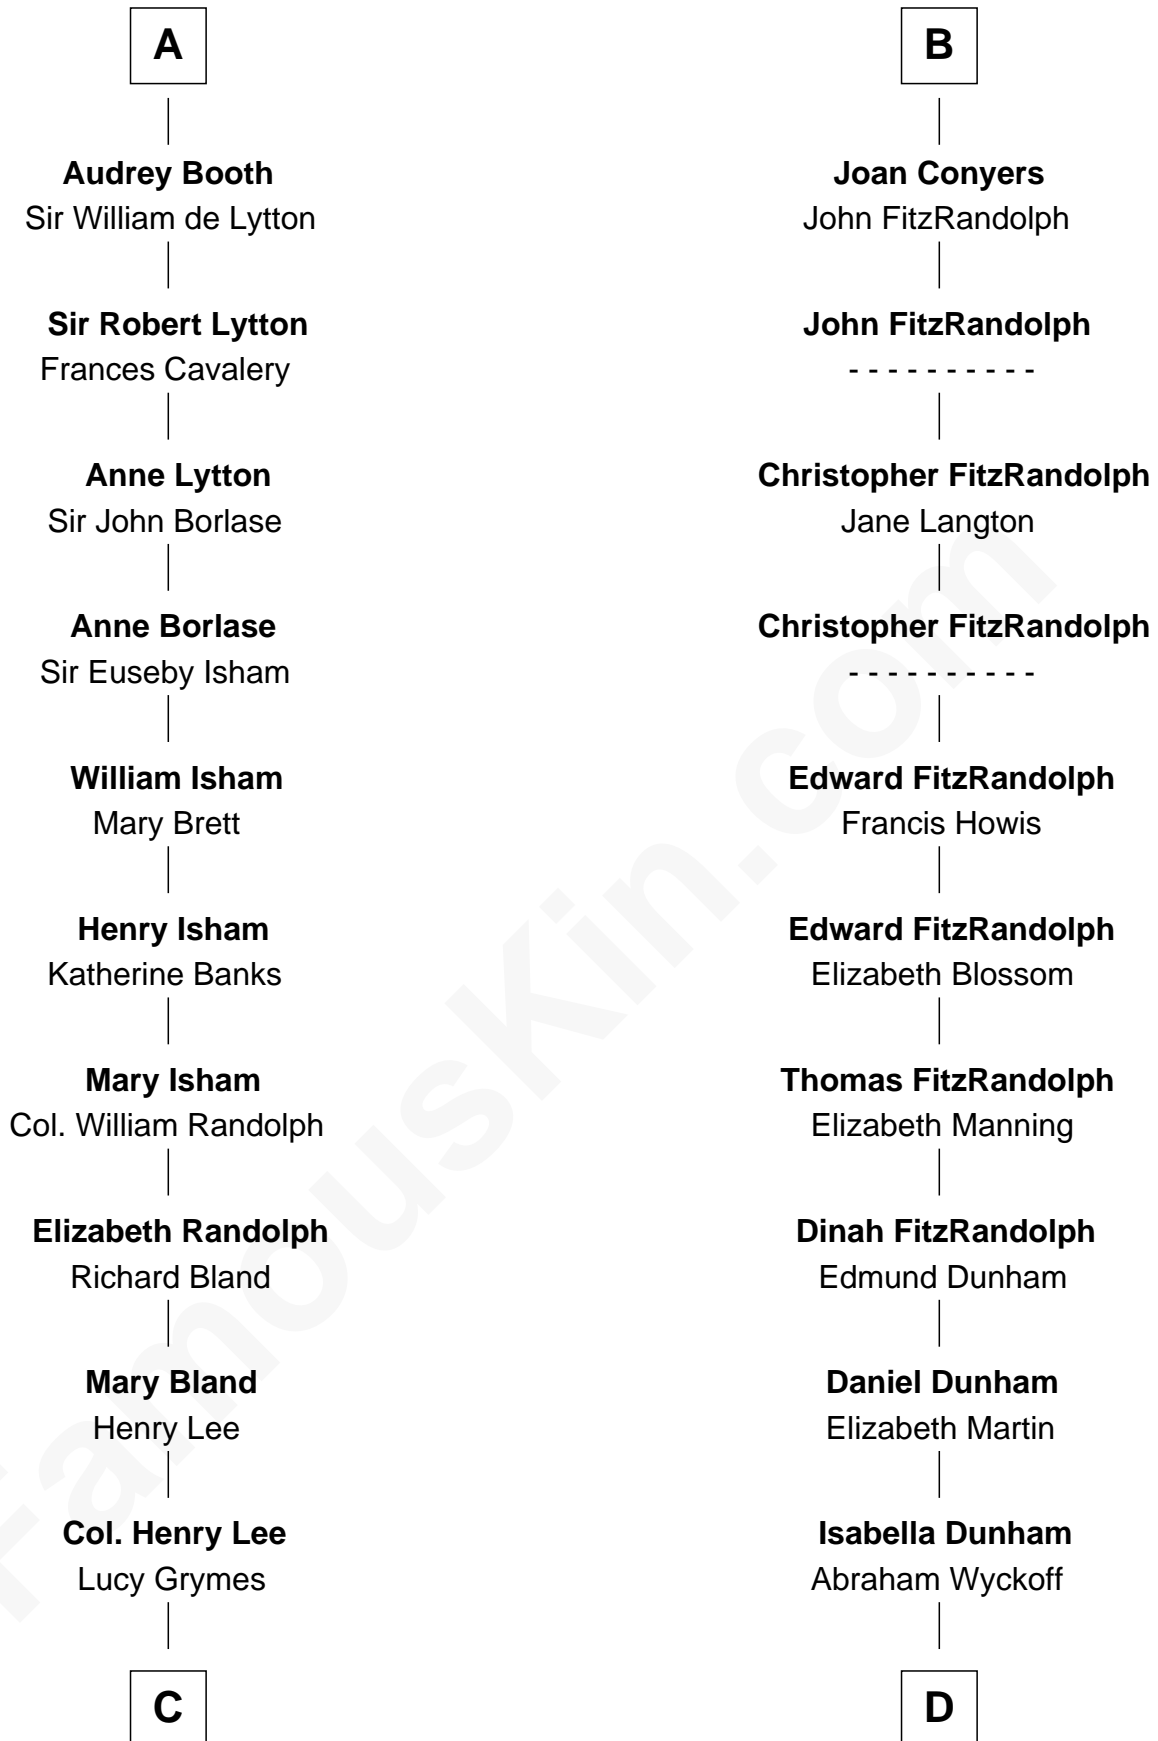 A
Audrey Booth
Sir William de Lytton
Sir Robert Lytton
Frances Cavalery
Anne Lytton
Sir John Borlase
Anne Borlase
Sir Euseby Isham
William Isham
Mary Brett
Henry Isham
Katherine Banks
Mary Isham
Col. William Randolph
Elizabeth Randolph
Richard Bland
Mary Bland
Henry Lee
Col. Henry Lee
Lucy Grymes
C
B
Joan Conyers
John FitzRandolph
John FitzRandolph
- - - - - - - - - -
Christopher FitzRandolph
Jane Langton
Christopher FitzRandolph
- - - - - - - - - -
Edward FitzRandolph
Francis Howis
Edward FitzRandolph
Elizabeth Blossom
Thomas FitzRandolph
Elizabeth Manning
Dinah FitzRandolph
Edmund Dunham
Daniel Dunham
Elizabeth Martin
Isabella Dunham
Abraham Wyckoff
D
FamousKin.com